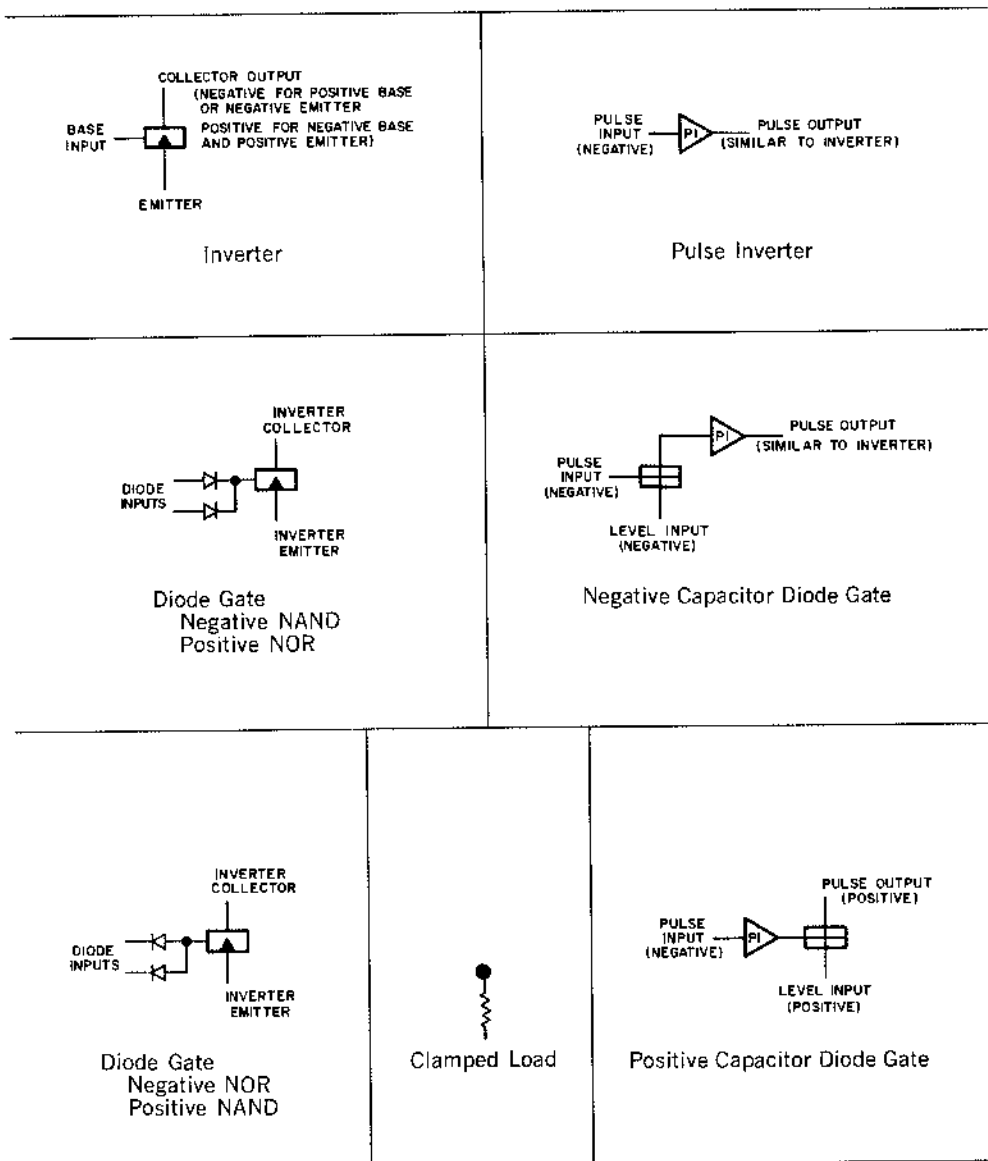 COLLECTOR OUTPUT
(NEGATIVE FOR POSITIVE BASE
OR NEGATIVE EMITTER
POSITIVE FOR NEGATIVE BASE
AND POSITIVE EMITTER)
BASE
INPUT
EMITTER
Inverter
PULSE
INPUT
(NEGATIVE)
PI
PULSE OUTPUT
(SIMILAR TO INVERTER)
Pulse Inverter
INVERTER
COLLECTOR
DIODE
INPUTS
INVERTER
EMITTER
Diode Gate
Negative NAND
Positive NOR
PI
PULSE OUTPUT
(SIMILAR TO INVERTER)
PULSE
INPUT
(NEGATIVE)
LEVEL INPUT
(NEGATIVE)
Negative Capacitor Diode Gate
INVERTER
COLLECTOR
DIODE
INPUTS
INVERTER
EMITTER
Diode Gate
Negative NOR
Positive NAND
Clamped Load
PULSE OUTPUT
(POSITIVE)
PULSE
INPUT
(NEGATIVE)
PI
LEVEL INPUT
(POSITIVE)
Positive Capacitor Diode Gate